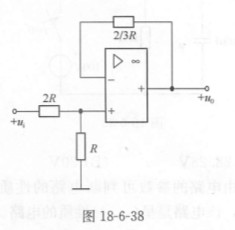 2/3R
▷ ∞
−
+
2R
+
+u₀
+uᵢ
R
图 18-6-38